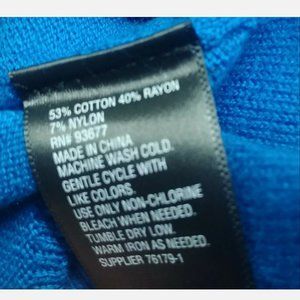 53% COTTON 40% RAYON
7% NYLON
RN# 93677
MADE IN CHINA
MACHINE WASH COLD.
GENTLE CYCLE WITH
LIKE COLORS.
USE ONLY NON-CHLORINE
BLEACH WHEN NEEDED.
TUMBLE DRY LOW.
WARM IRON AS NEEDED.
SUPPLIER 76179-1